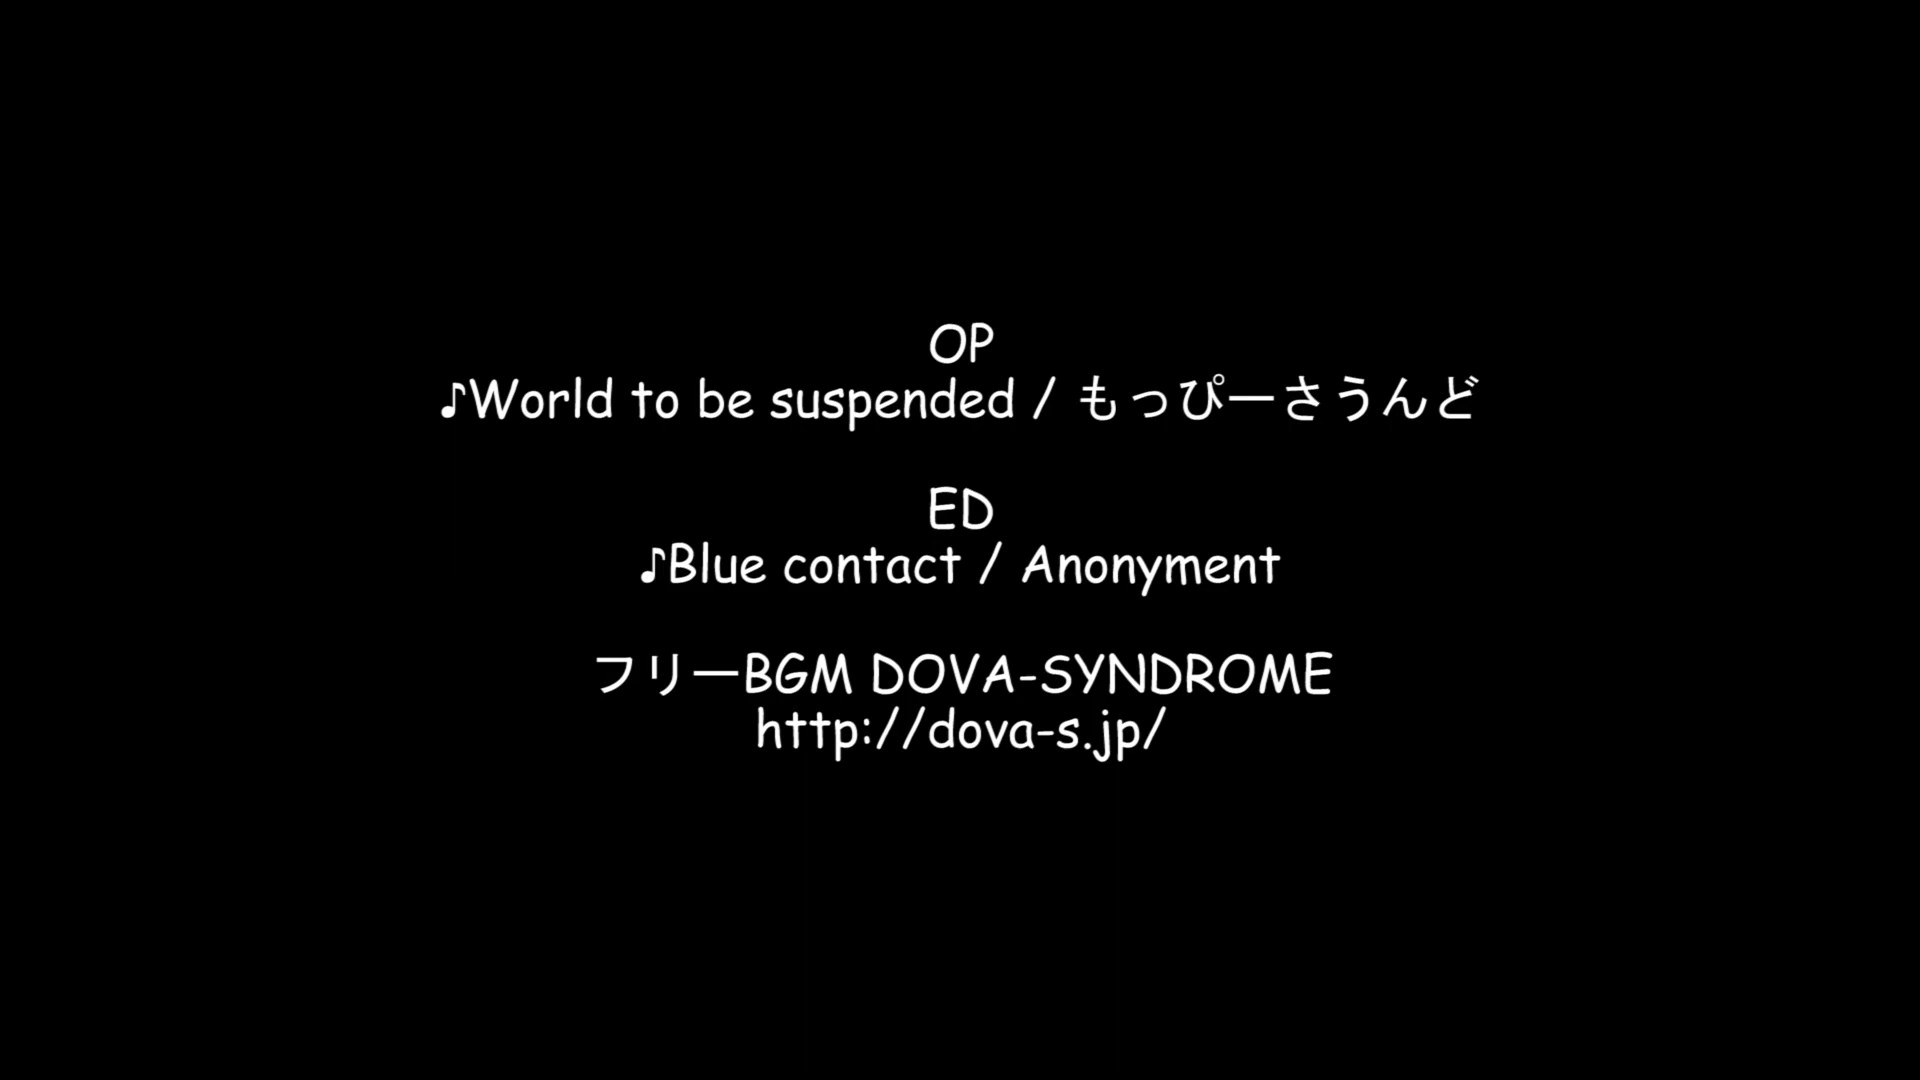 OP
♪World to be suspended / もっぴーさうんど
ED
♪Blue contact / Anonyment
フリーBGM DOVA-SYNDROME
http://dova-s.jp/